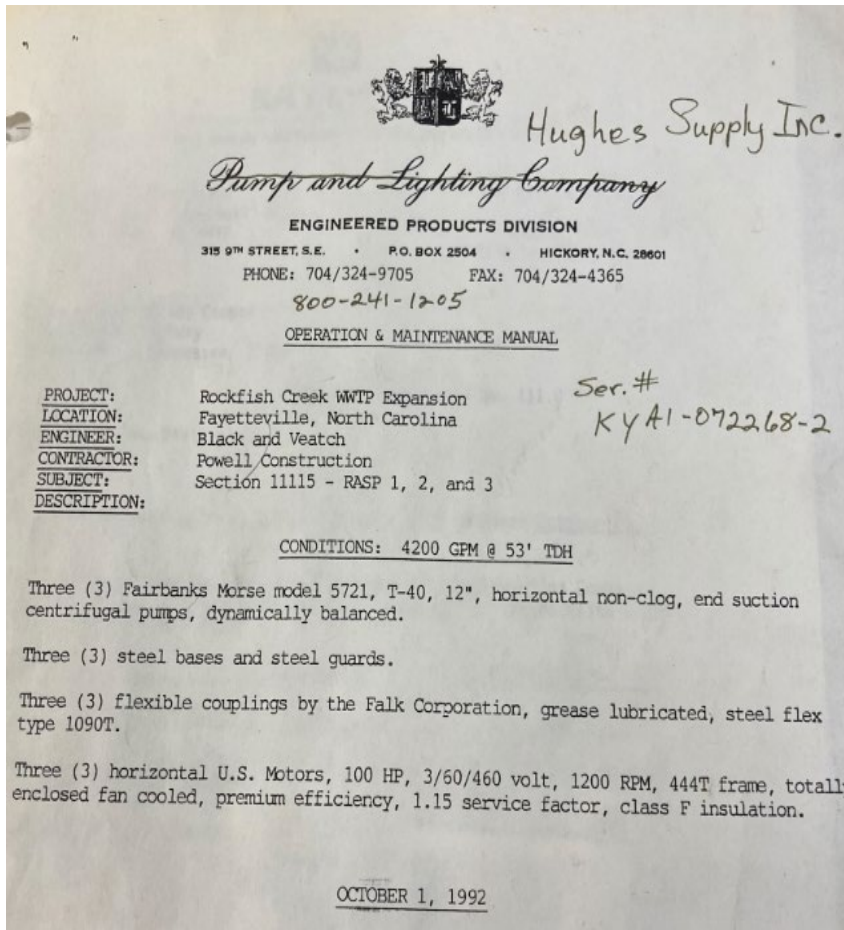 Hughes Supply Inc.
Pump and Lighting Company
ENGINEERED PRODUCTS DIVISION
315 9TH STREET, S.E. • P.O. BOX 2504 • HICKORY, N.C. 28601
PHONE: 704/324-9705 FAX: 704/324-4365
800-241-1205
OPERATION & MAINTENANCE MANUAL
Ser. #
KYA1-072268-2
PROJECT: Rockfish Creek WWTP Expansion
LOCATION: Fayetteville, North Carolina
ENGINEER: Black and Veatch
CONTRACTOR: Powell Construction
SUBJECT: Section 11115 - RASP 1, 2, and 3
DESCRIPTION:
CONDITIONS: 4200 GPM @ 53' TDH
Three (3) Fairbanks Morse model 5721, T-40, 12", horizontal non-clog, end suction
centrifugal pumps, dynamically balanced.
Three (3) steel bases and steel guards.
Three (3) flexible couplings by the Falk Corporation, grease lubricated, steel flex
type 1090T.
Three (3) horizontal U.S. Motors, 100 HP, 3/60/460 volt, 1200 RPM, 444T frame, totall
enclosed fan cooled, premium efficiency, 1.15 service factor, class F insulation.
OCTOBER 1, 1992